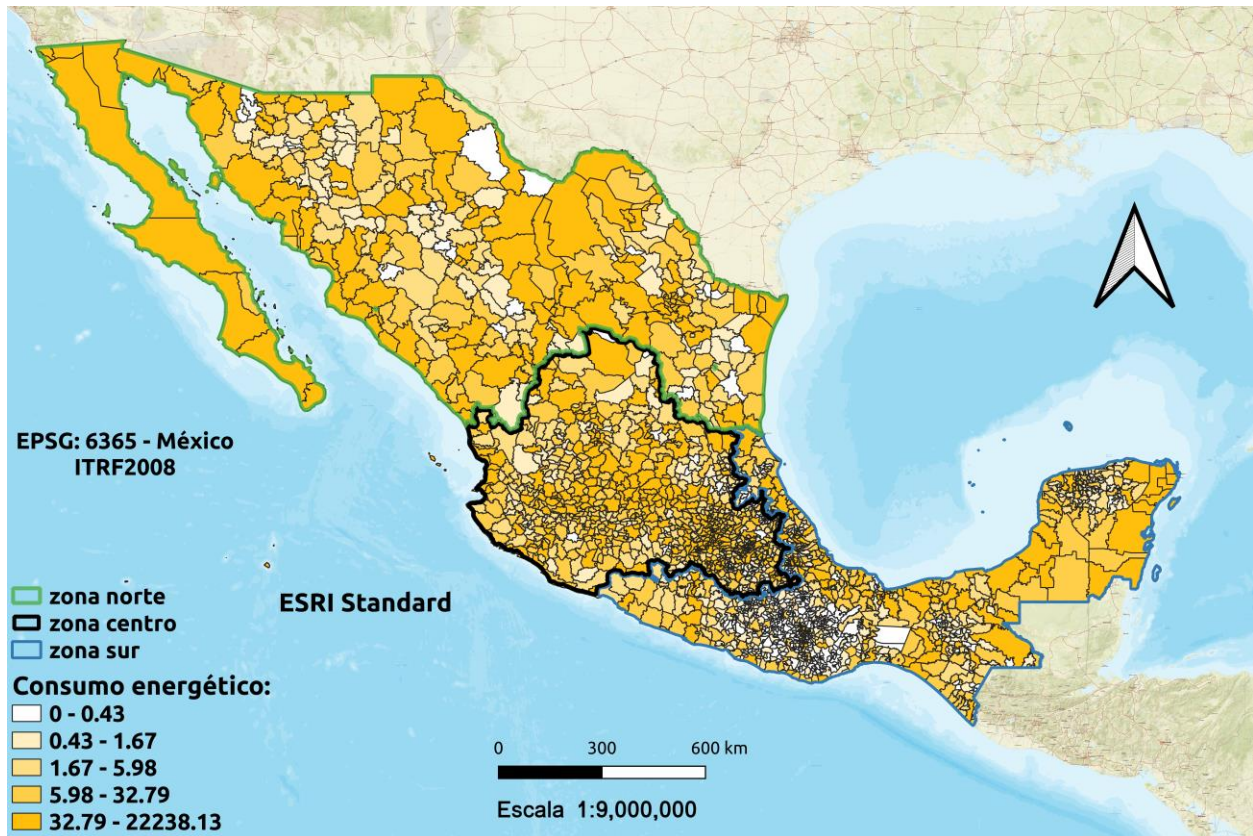 EPSG: 6365 - México
ITRF2008
ESRI Standard
zona norte
zona centro
zona sur
Consumo energético:
0 - 0.43
0.43 - 1.67
1.67 - 5.98
5.98 - 32.79
32.79 - 22238.13
0 300 600 km
Escala 1:9,000,000